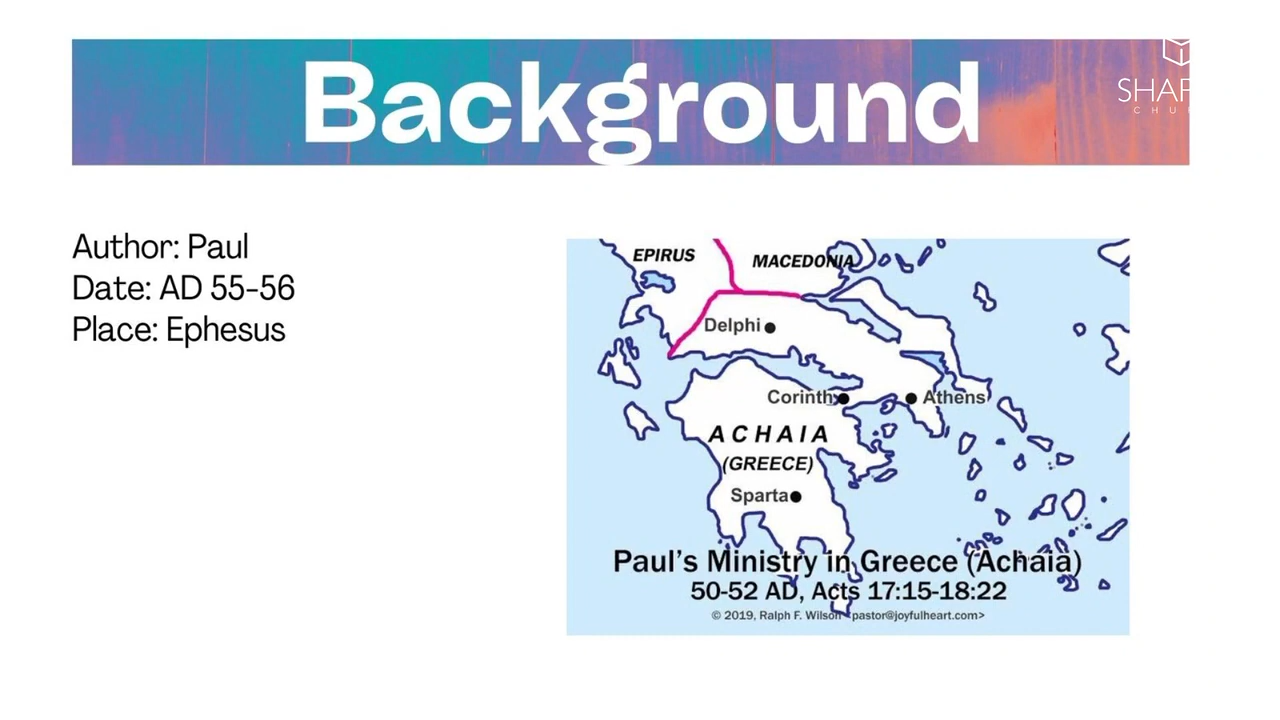 Background
SHAP
CHU
Author: Paul
Date: AD 55-56
Place: Ephesus
EPIRUS
MACEDONIA
Delphi
Corinth
Athens
ACHAIA
(GREECE)
Sparta
Paul's Ministry in Greece (Achaia)
50-52 AD, Acts 17:15-18:22
© 2019, Ralph F. Wilson <pastor@joyfulheart.com>